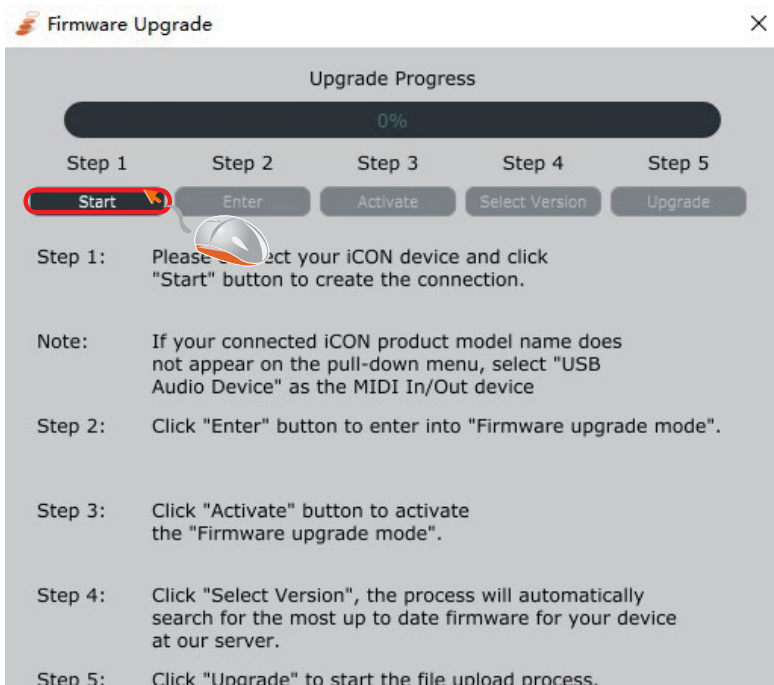 Firmware Upgrade
Upgrade Progress
0%
Step 1 Step 2 Step 3 Step 4 Step 5
Start Enter Activate Select Version Upgrade
Step 1: Please ect your iCON device and click
"Start" button to create the connection.
Note: If your connected iCON product model name does
not appear on the pull-down menu, select "USB
Audio Device" as the MIDI In/Out device
Step 2: Click "Enter" button to enter into "Firmware upgrade mode".
Step 3: Click "Activate" button to activate
the "Firmware upgrade mode".
Step 4: Click "Select Version", the process will automatically
search for the most up to date firmware for your device
at our server.
Step 5: Click "Upgrade" to start the file upload process.